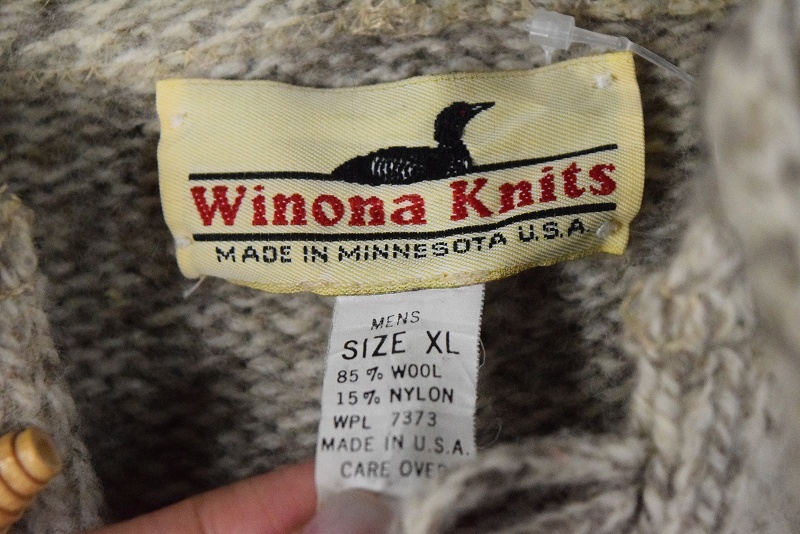 Winona Knits
MADE IN MINNESOTA U.S.A.
MENS
SIZE XL
85% WOOL
15% NYLON
WPL 7373
MADE IN U.S.A.
CARE OVER